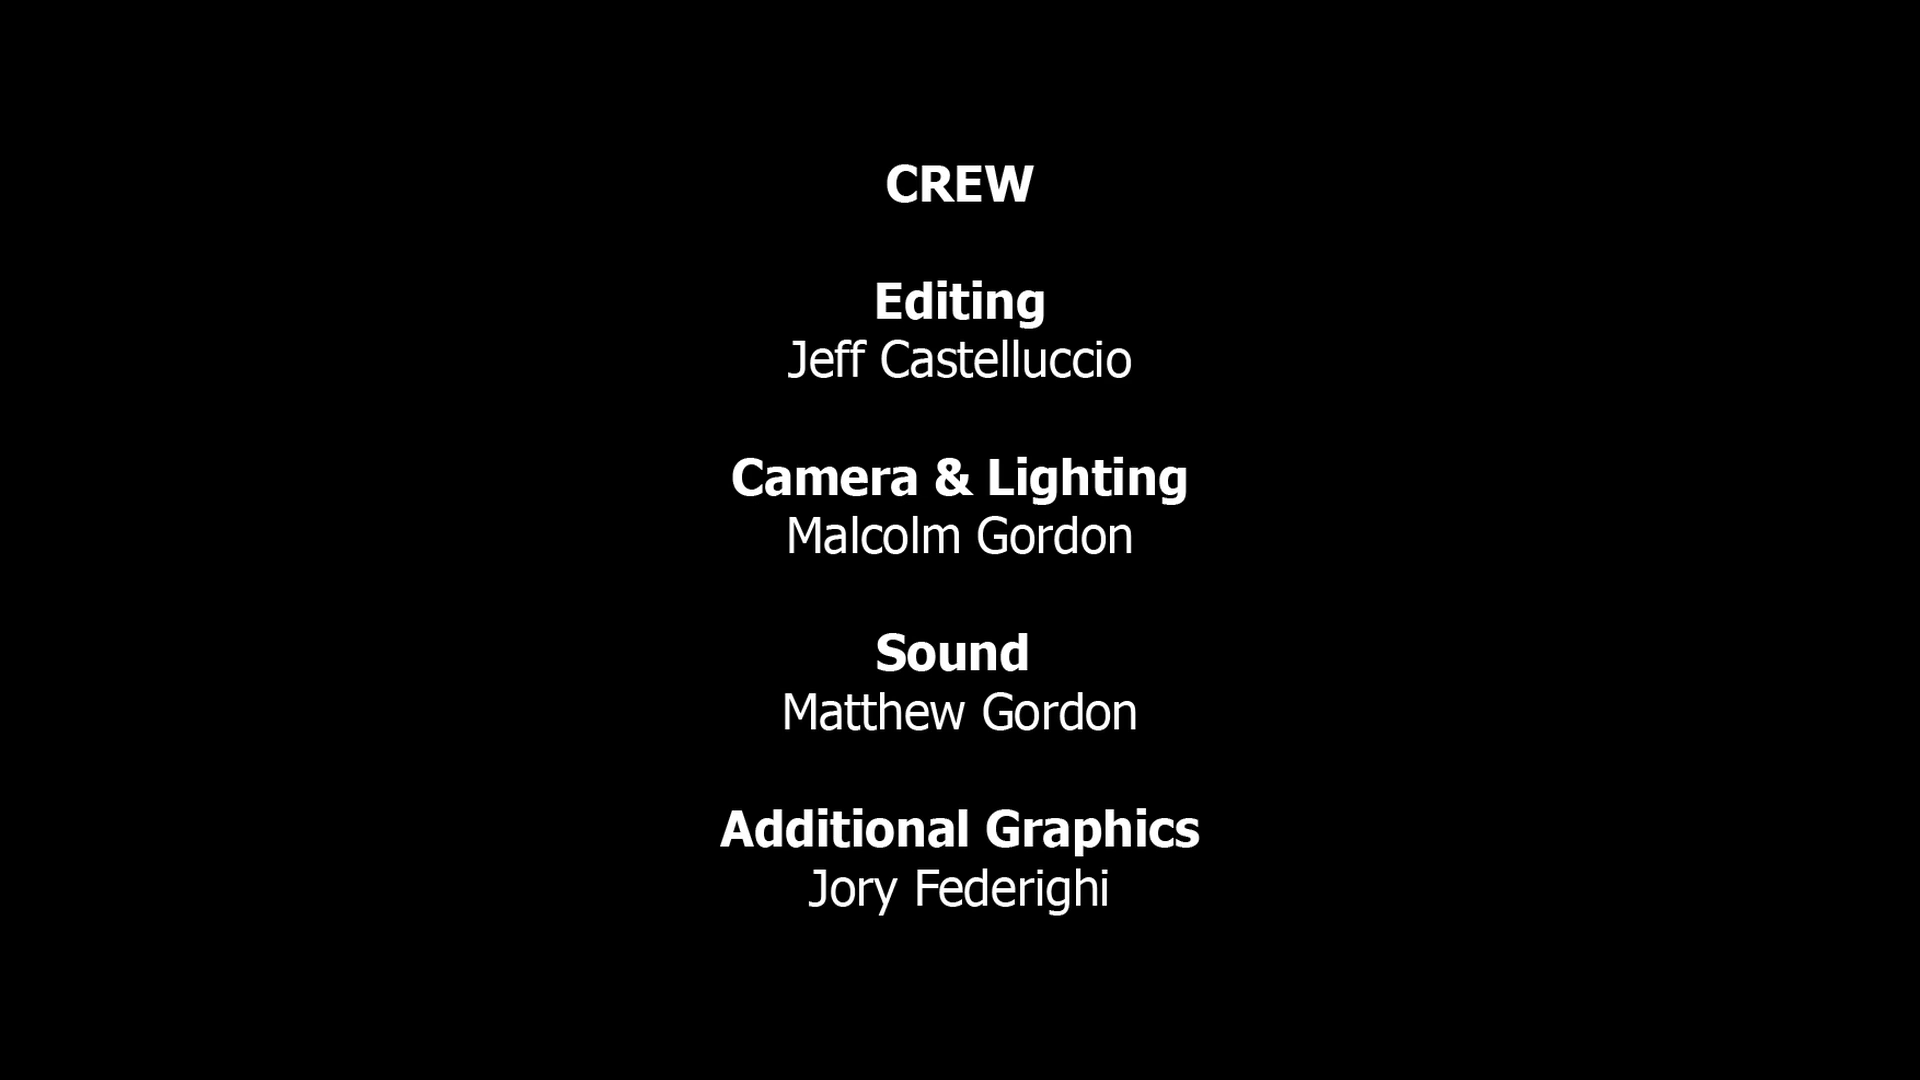 CREW
Editing
Jeff Castelluccio
Camera & Lighting
Malcolm Gordon
Sound
Matthew Gordon
Additional Graphics
Jory Federighi